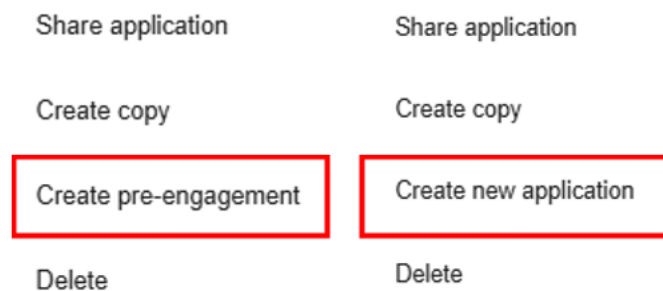 Share application
Create copy
Create pre-engagement
Delete
Share application
Create copy
Create new application
Delete